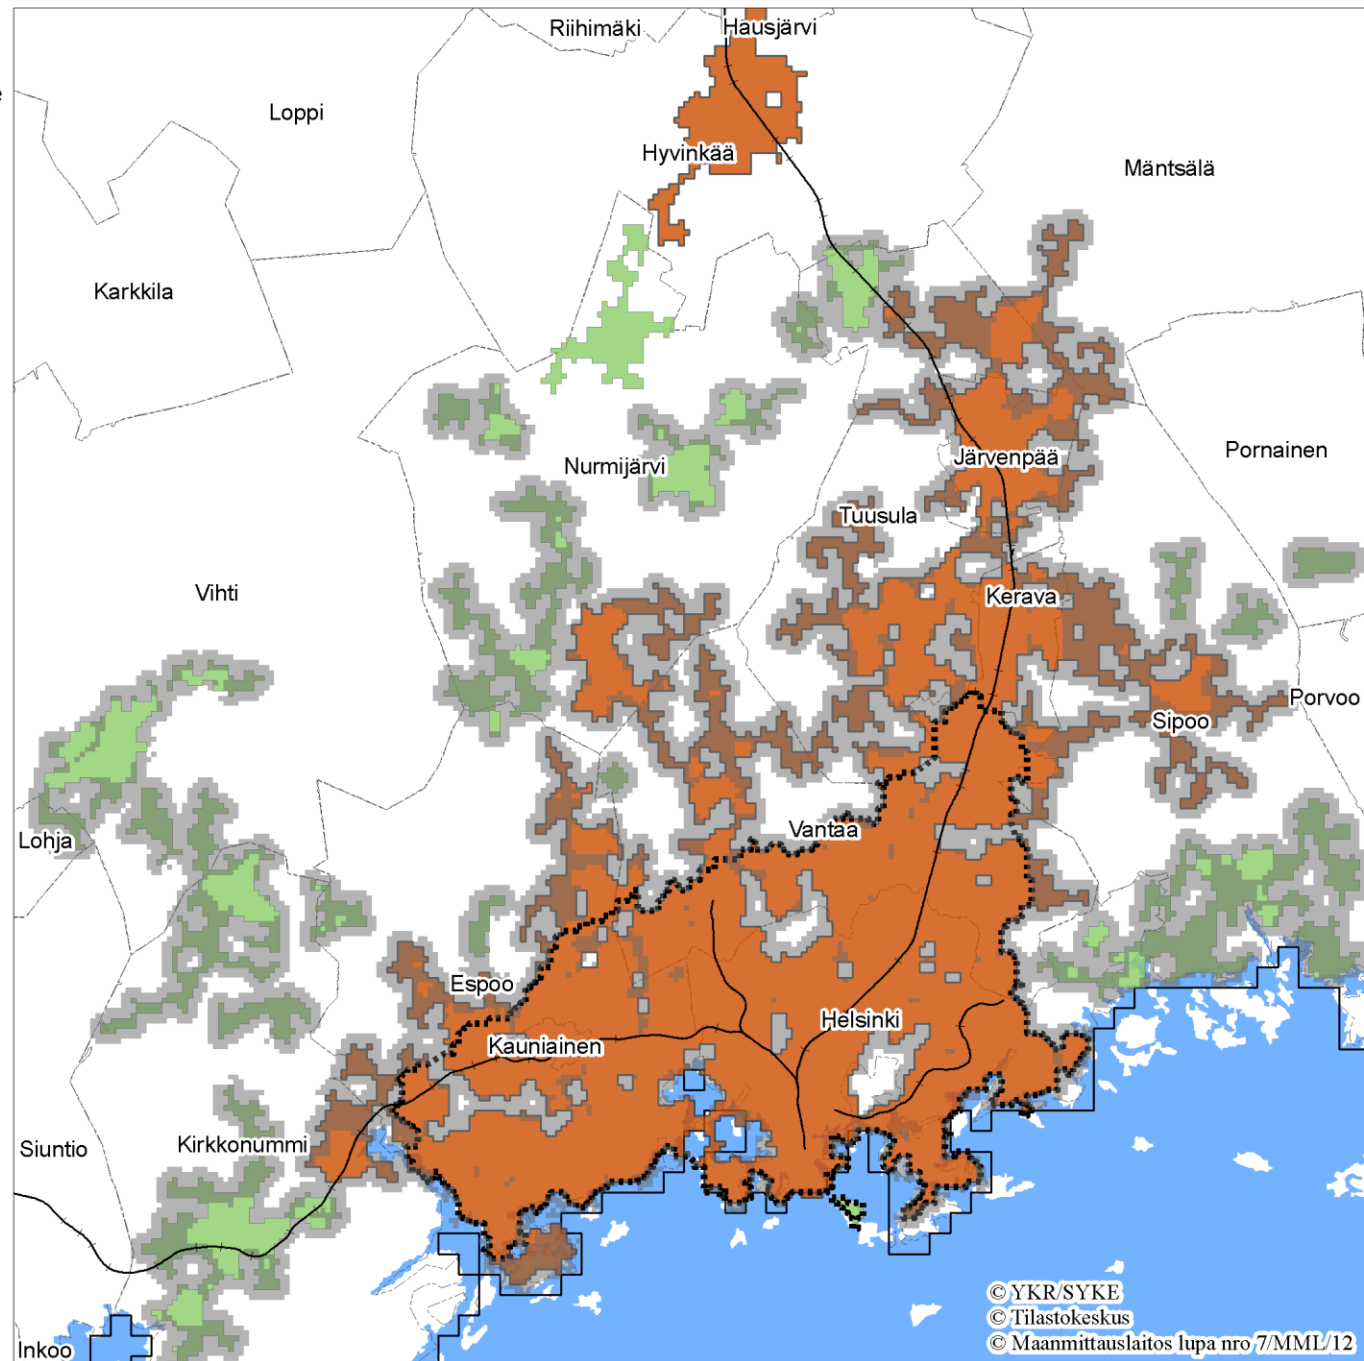 Riihimäki
Hausjärvi
Loppi
Hyvinkää
Mäntsälä
Karkkila
Pornainen
Järvenpää
Nurmijärvi
Tuusula
Vihti
Kerava
Porvoo
Sipoo
Vantaa
Lohja
Espoo
Helsinki
Kauniainen
Kirkkonummi
Siuntio
© YKR/SYKE
© Tilastokeskus
© Maanmittauslaitos lupa nro 7/MML/12
Inkoo